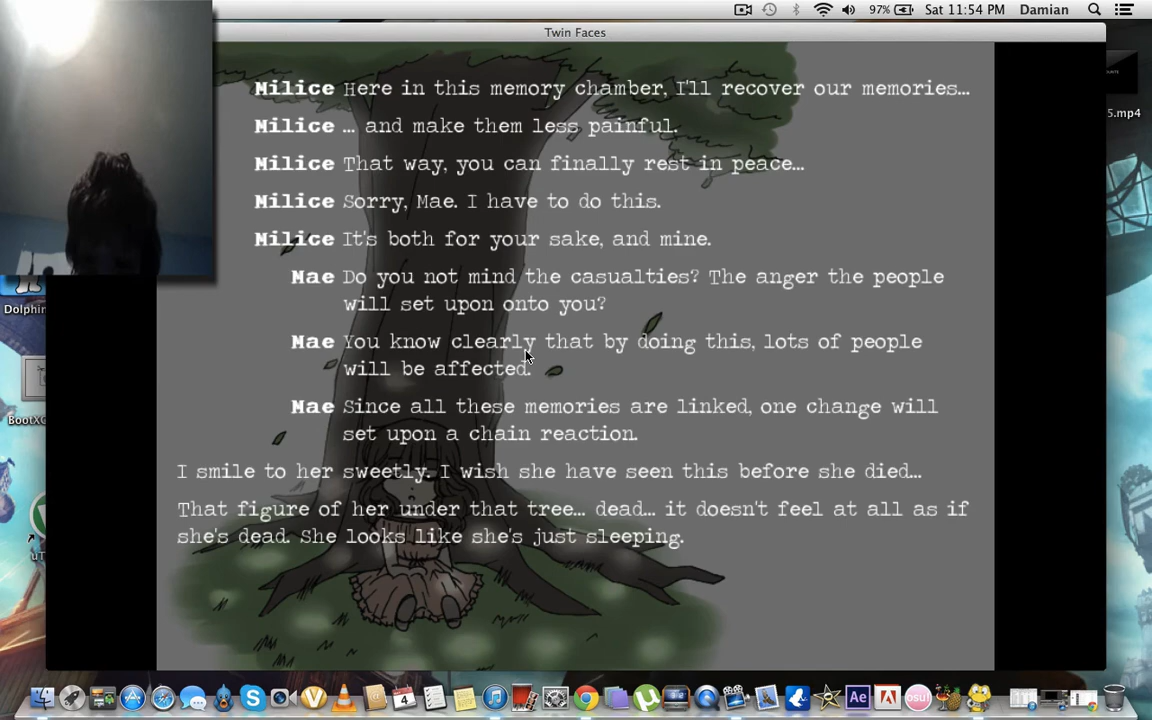 97% Sat 11:54 PM Damian
Twin Faces
Milice Here in this memory chamber, I'll recover our memories...
Milice ... and make them less painful.
Milice That way, you can finally rest in peace...
Milice Sorry, Mae. I have to do this.
Milice It's both for your sake, and mine.
Mae Do you not mind the casualties? The anger the people
will set upon onto you?
Mae You know clearly that by doing this, lots of people
will be affected.
Mae Since all these memories are linked, one change will
set upon a chain reaction.
I smile to her sweetly. I wish she have seen this before she died...
That figure of her under that tree... dead... it doesn't feel at all as if
she's dead. She looks like she's just sleeping.
5.mp4
Dolphin
BootXC
uT
4
Ae
osu!